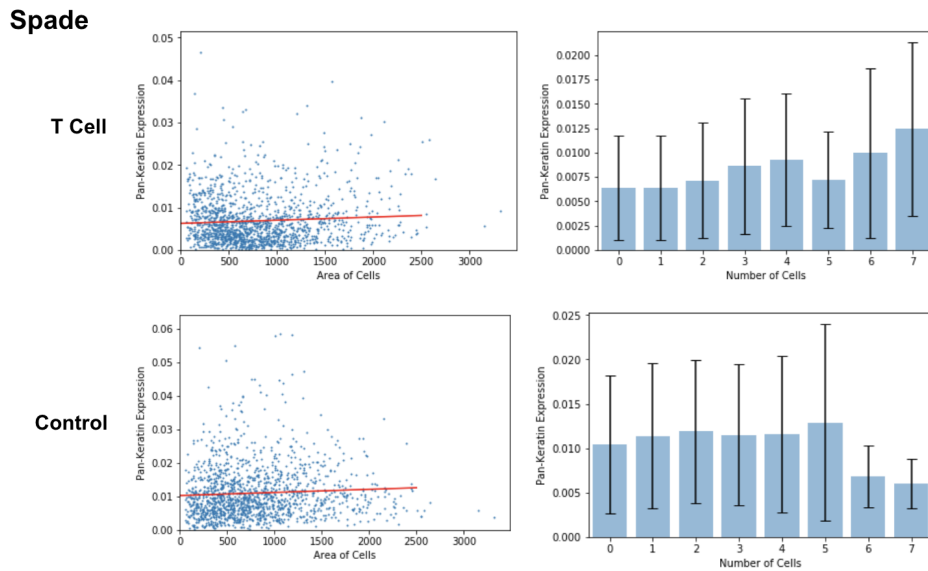 Spade
T Cell
Pan-Keratin Expression
0.05
0.04
0.03
0.02
0.01
0.00
0 500 1000 1500 2000 2500 3000
Area of Cells
Pan-Keratin Expression
0.0200
0.0175
0.0150
0.0125
0.0100
0.0075
0.0050
0.0025
0.0000
0 1 2 3 4 5 6 7
Number of Cells
Control
Pan-Keratin Expression
0.06
0.05
0.04
0.03
0.02
0.01
0.00
0 500 1000 1500 2000 2500 3000
Area of Cells
Pan-Keratin Expression
0.025
0.020
0.015
0.010
0.005
0.000
0 1 2 3 4 5 6 7
Number of Cells